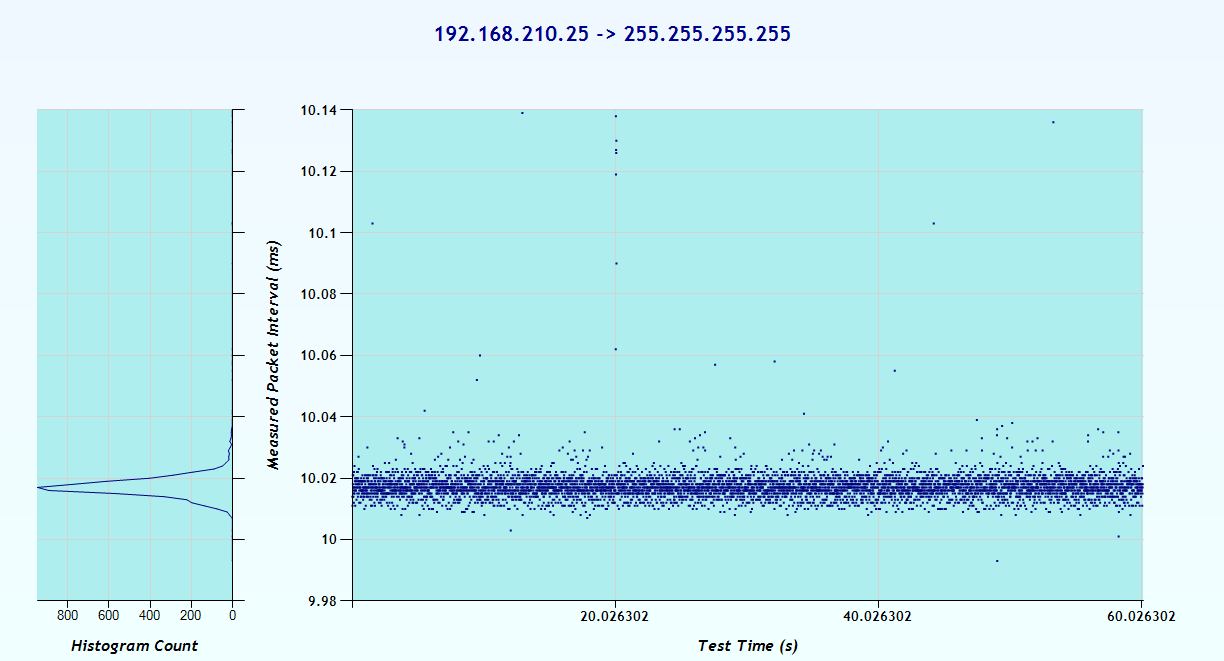 192.168.210.25 -> 255.255.255.255
10.14
10.12
10.1
10.08
10.06
10.04
10.02
10
9.98
Measured Packet Interval (ms)
800 600 400 200 0
20.026302 40.026302 60.026302
Histogram Count
Test Time (s)